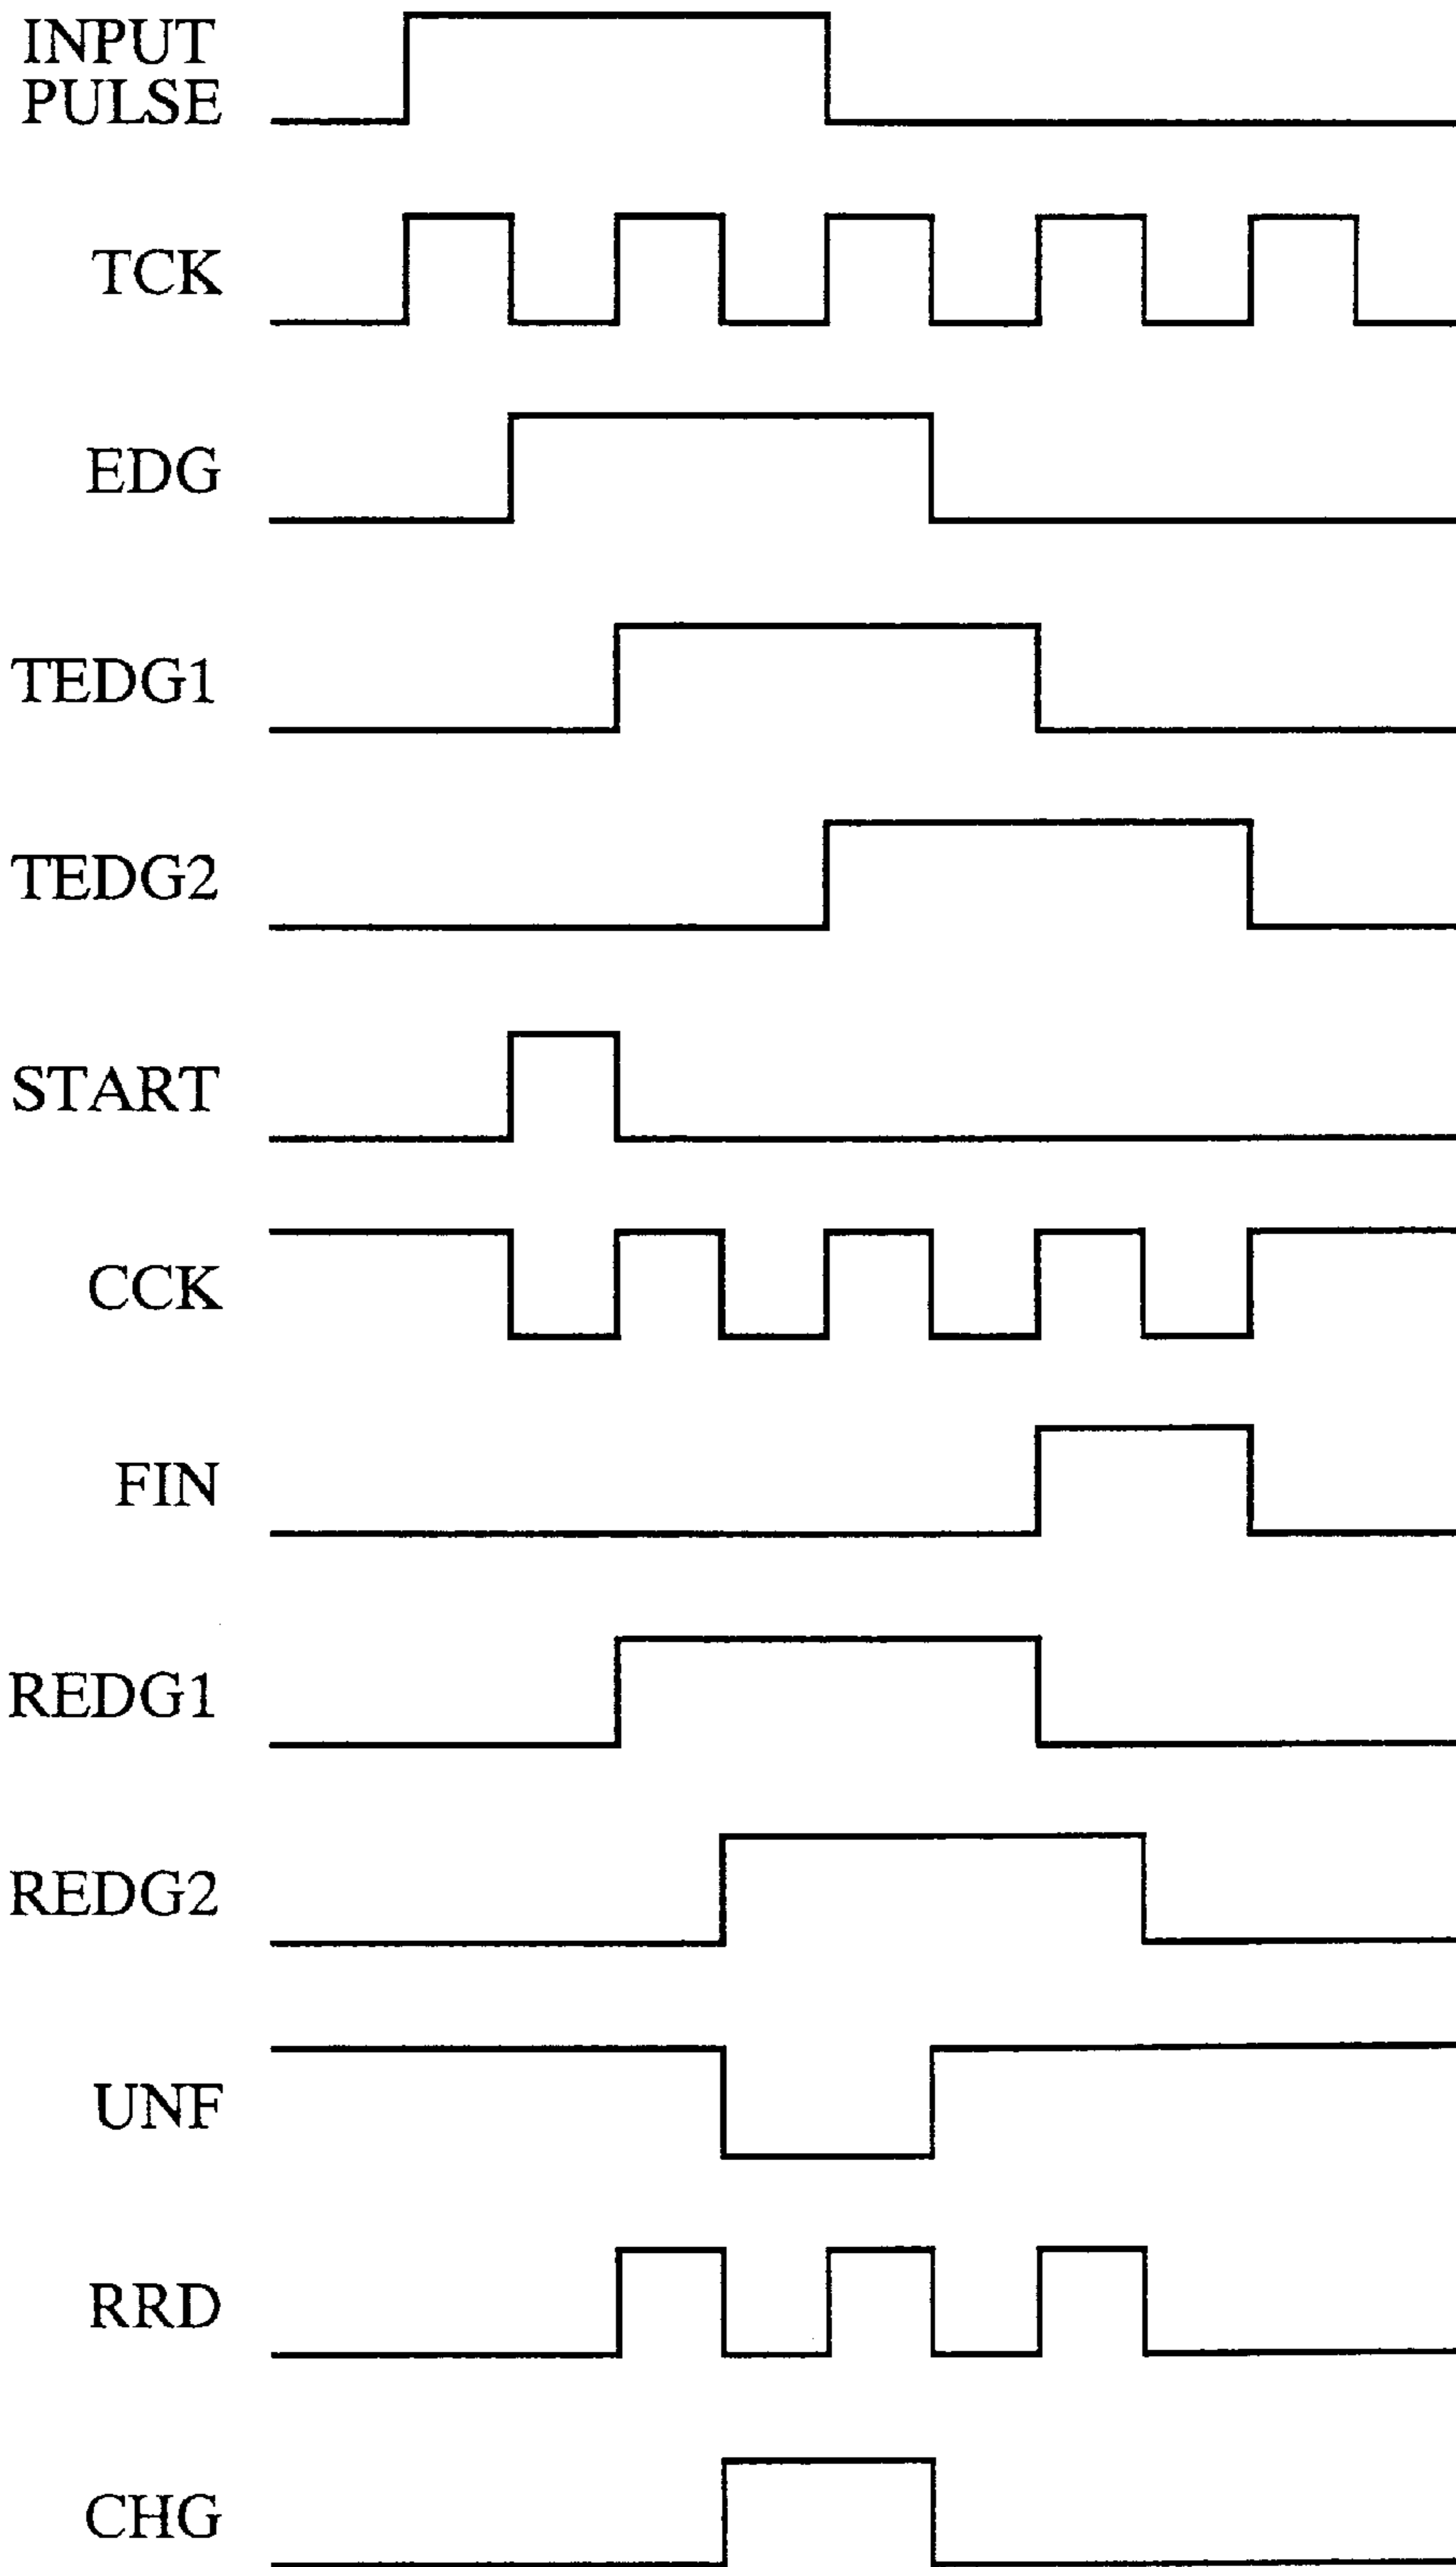 INPUT
PULSE
TCK
EDG
TEDG1
TEDG2
START
CCK
FIN
REDG1
REDG2
UNF
RRD
CHG